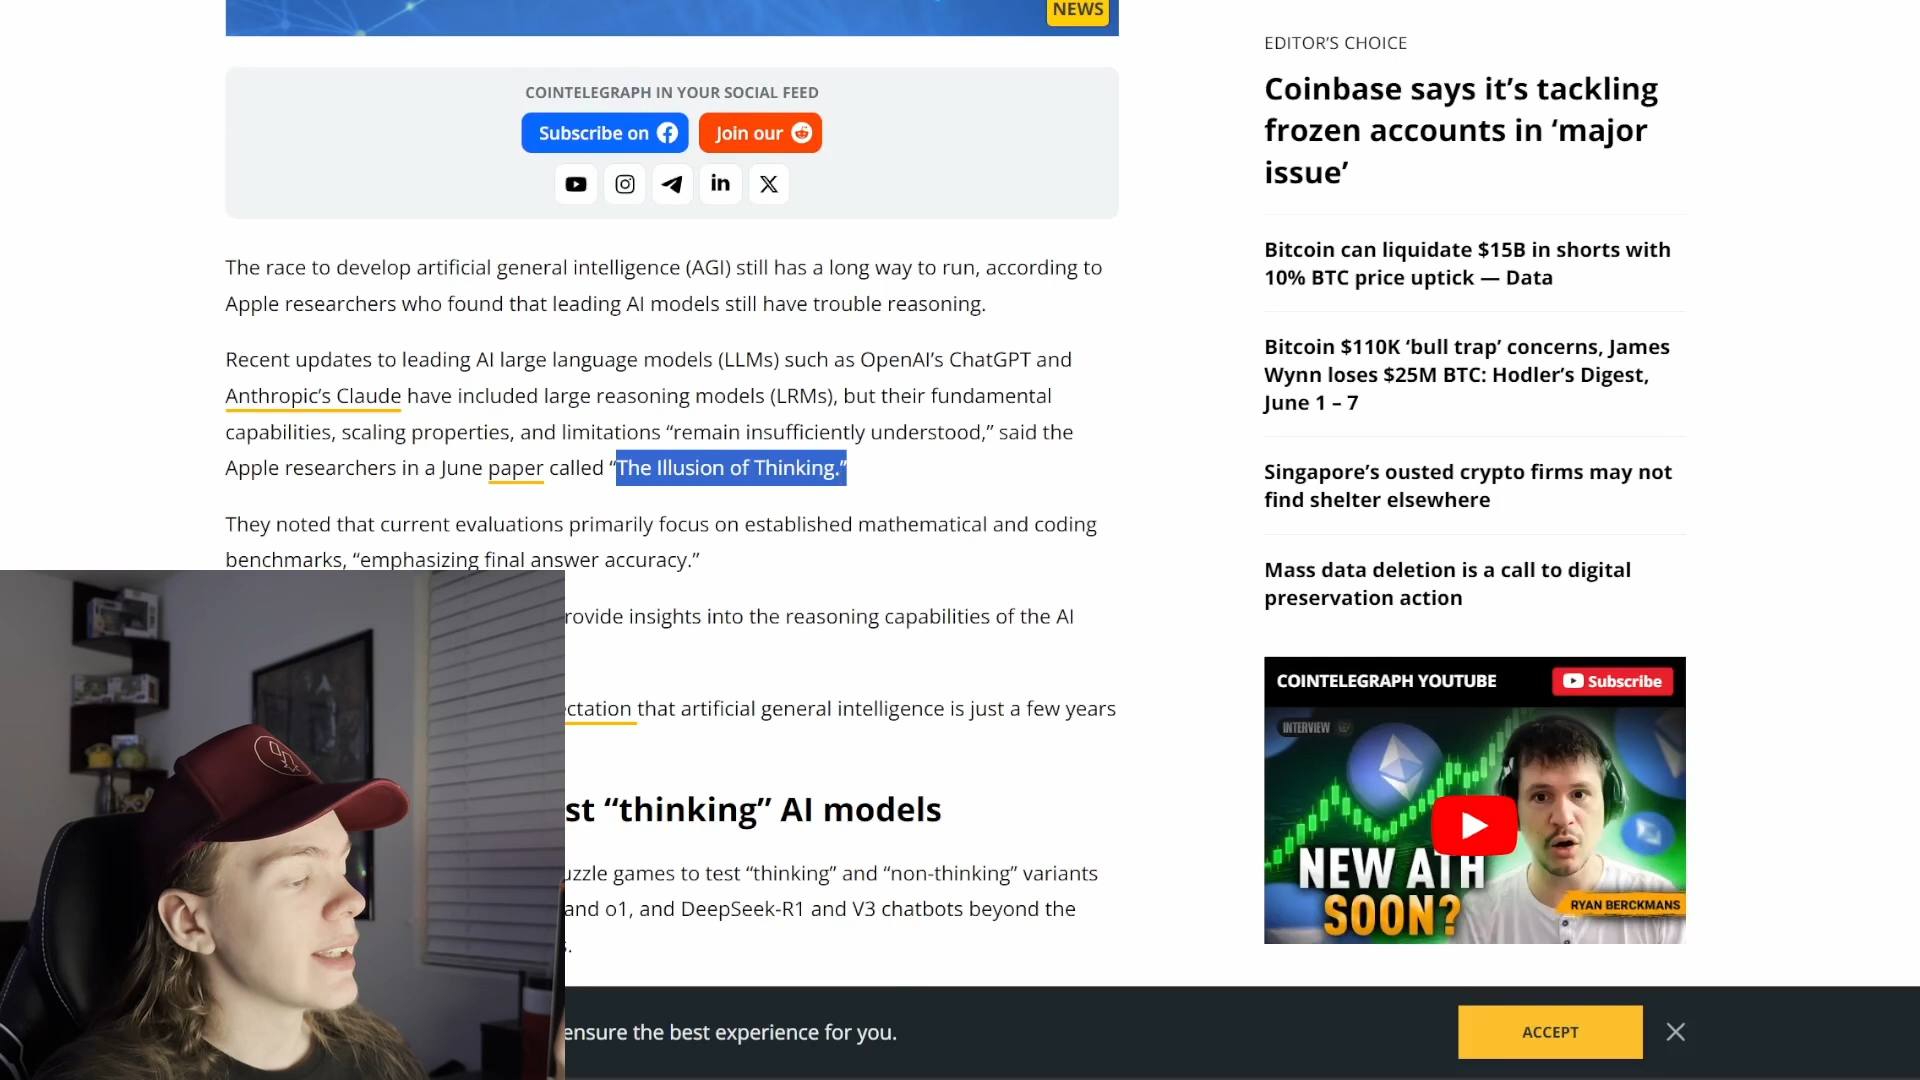 NEWS
COINTELEGRAPH IN YOUR SOCIAL FEED
Subscribe on
Join our
The race to develop artificial general intelligence (AGI) still has a long way to run, according to
Apple researchers who found that leading AI models still have trouble reasoning.
Recent updates to leading AI large language models (LLMs) such as OpenAI’s ChatGPT and
Anthropic’s Claude have included large reasoning models (LRMs), but their fundamental
capabilities, scaling properties, and limitations “remain insufficiently understood,” said the
Apple researchers in a June paper called “The Illusion of Thinking.”
They noted that current evaluations primarily focus on established mathematical and coding
benchmarks, “emphasizing final answer accuracy.”
rovide insights into the reasoning capabilities of the AI
ctation that artificial general intelligence is just a few years
st “thinking” AI models
uzzle games to test “thinking” and “non-thinking” variants
and o1, and DeepSeek-R1 and V3 chatbots beyond the
s.
ensure the best experience for you.
ACCEPT
EDITOR’S CHOICE
Coinbase says it’s tackling
frozen accounts in ‘major
issue’
Bitcoin can liquidate $15B in shorts with
10% BTC price uptick — Data
Bitcoin $110K ‘bull trap’ concerns, James
Wynn loses $25M BTC: Hodler’s Digest,
June 1 – 7
Singapore’s ousted crypto firms may not
find shelter elsewhere
Mass data deletion is a call to digital
preservation action
COINTELEGRAPH YOUTUBE
Subscribe
INTERVIEW
NEW ATH
SOON?
RYAN BERCKMANS